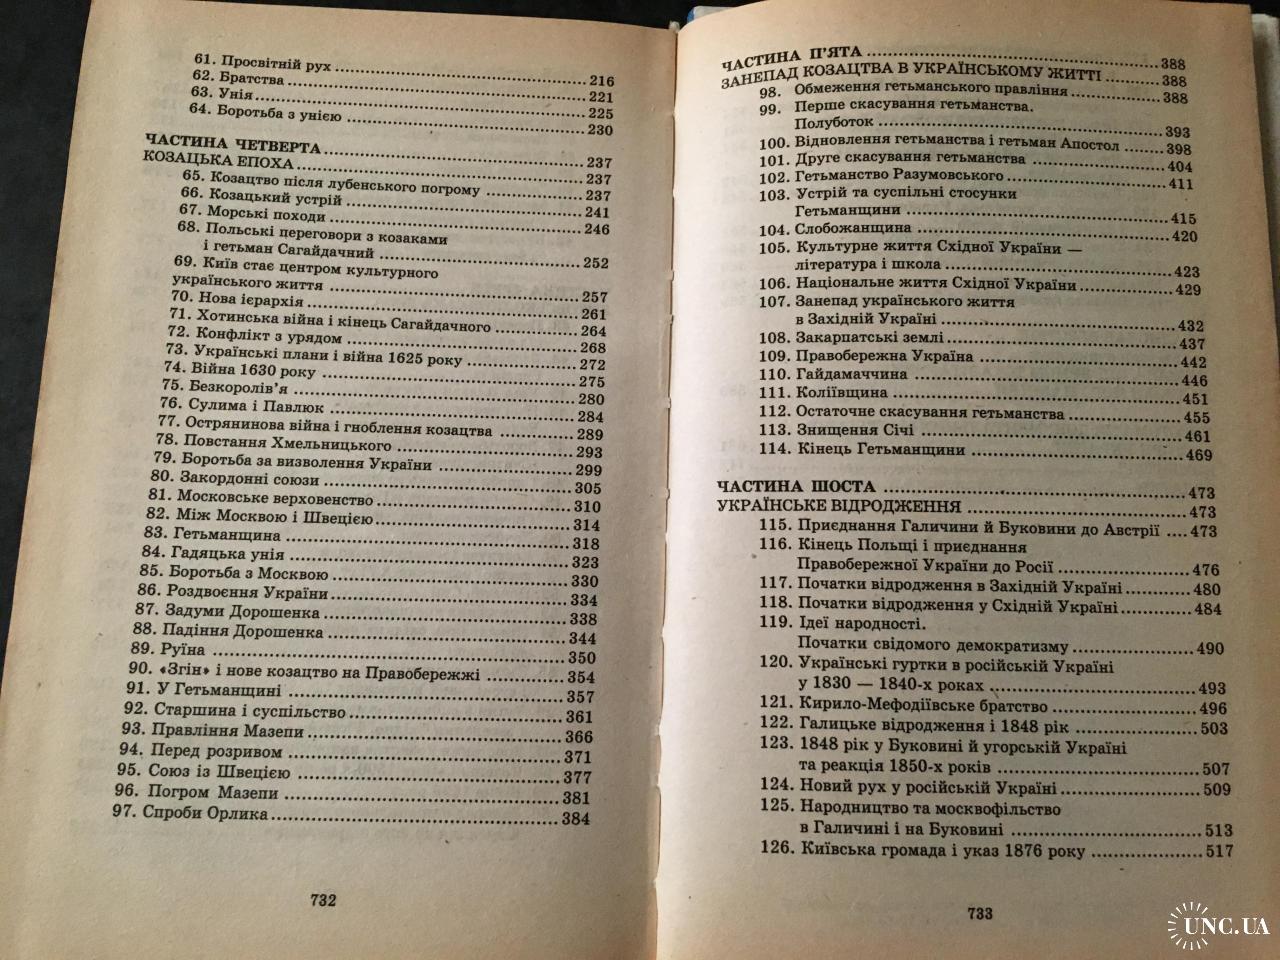 61. Просвітній рух ........ 216
62. Братства ........ 221
63. Унія ........ 225
64. Боротьба з унією ........ 230
ЧАСТИНА ЧЕТВЕРТА ........ 237
КОЗАЦЬКА ЕПОХА ........ 237
65. Козацтво після лубенського погрому ........ 237
66. Козацький устрій ........ 241
67. Морські походи ........ 246
68. Польські переговори з козаками
і гетьман Сагайдачний ........ 252
69. Київ стає центром культурного
українського життя ........ 257
70. Нова ієрархія ........ 261
71. Хотинська війна і кінець Сагайдачного ........ 264
72. Конфлікт з урядом ........ 268
73. Українські плани і війна 1625 року ........ 272
74. Війна 1630 року ........ 275
75. Безкоролів'я ........ 280
76. Сулима і Павлюк ........ 284
77. Острянинова війна і гноблення козацтва ........ 289
78. Повстання Хмельницького ........ 293
79. Боротьба за визволення України ........ 299
80. Закордонні союзи ........ 305
81. Московське верховенство ........ 310
82. Між Москвою і Швецією ........ 314
83. Гетьманщина ........ 318
84. Гадяцька унія ........ 323
85. Боротьба з Москвою ........ 330
86. Роздвоєння України ........ 334
87. Задуми Дорошенка ........ 338
88. Падіння Дорошенка ........ 344
89. Руїна ........ 350
90. «Згін» і нове козацтво на Правобережжі ........ 354
91. У Гетьманщині ........ 357
92. Старшина і суспільство ........ 361
93. Правління Мазепи ........ 366
94. Перед розривом ........ 371
95. Союз із Швецією ........ 377
96. Погром Мазепи ........ 381
97. Спроби Орлика ........ 384
732
ЧАСТИНА П'ЯТА ........ 388
ЗАНЕПАД КОЗАЦТВА В УКРАЇНСЬКОМУ ЖИТТІ ........ 388
98. Обмеження гетьманського правління ........ 388
99. Перше скасування гетьманства.
Полуботок ........ 393
100. Відновлення гетьманства і гетьман Апостол ........ 398
101. Друге скасування гетьманства ........ 404
102. Гетьманство Разумовського ........ 411
103. Устрій та суспільні стосунки
Гетьманщини ........ 415
104. Слобожанщина ........ 420
105. Культурне життя Східної України —
література і школа ........ 423
106. Національне життя Східної України ........ 429
107. Занепад українського життя
в Західній Україні ........ 432
108. Закарпатські землі ........ 437
109. Правобережна Україна ........ 442
110. Гайдамаччина ........ 446
111. Коліївщина ........ 451
112. Остаточне скасування гетьманства ........ 455
113. Знищення Січі ........ 461
114. Кінець Гетьманщини ........ 469
ЧАСТИНА ШОСТА ........ 473
УКРАЇНСЬКЕ ВІДРОДЖЕННЯ ........ 473
115. Приєднання Галичини й Буковини до Австрії .... 473
116. Кінець Польщі і приєднання
Правобережної України до Росії ........ 476
117. Початки відродження в Західній Україні ........ 480
118. Початки відродження у Східній Україні ........ 484
119. Ідеї народності.
Початки свідомого демократизму ........ 490
120. Українські гуртки в російській Україні
у 1830 — 1840-х роках ........ 493
121. Кирило-Мефодіївське братство ........ 496
122. Галицьке відродження і 1848 рік ........ 503
123. 1848 рік у Буковині й угорській Україні
та реакція 1850-х років ........ 507
124. Новий рух у російській Україні ........ 509
125. Народництво та москвофільство
в Галичині і на Буковині ........ 513
126. Київська громада і указ 1876 року ........ 517
733
UNC.UA